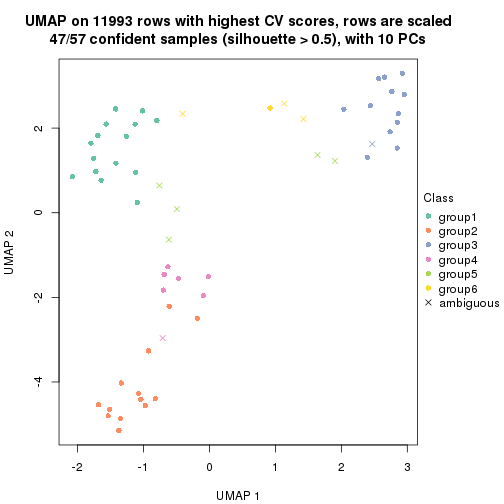 UMAP on 11993 rows with highest CV scores, rows are scaled
47/57 confident samples (silhouette > 0.5), with 10 PCs
UMAP 2
2
0
-2
-4
-2
-1
0
1
2
3
UMAP 1
Class
group1
group2
group3
group4
group5
group6
ambiguous